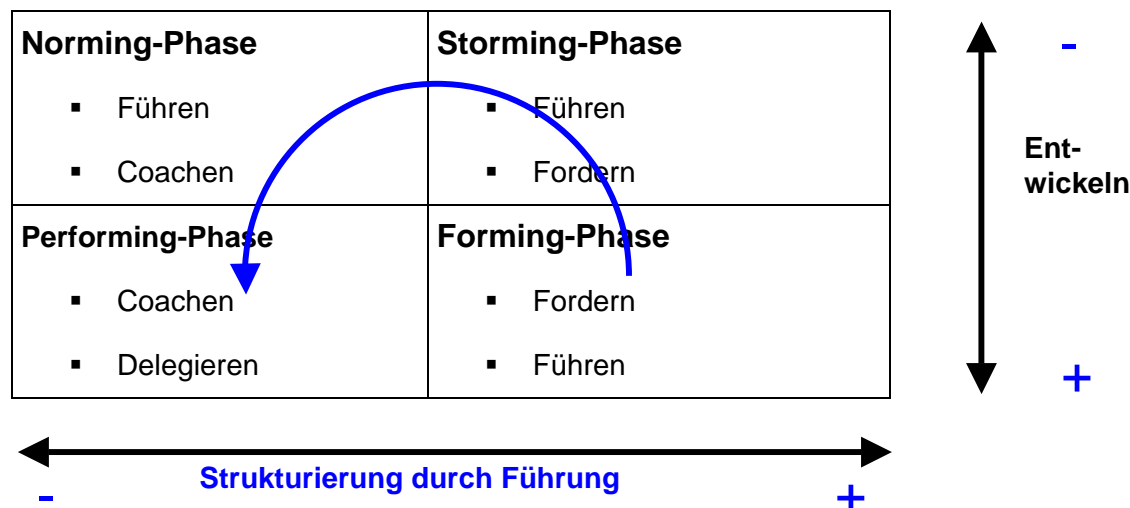 Norming-Phase
▪ Führen
▪ Coachen
Storming-Phase
▪ Führen
▪ Fordern
Performing-Phase
▪ Coachen
▪ Delegieren
Forming-Phase
▪ Fordern
▪ Führen
-
Ent-
wickeln
+
Strukturierung durch Führung
-
+